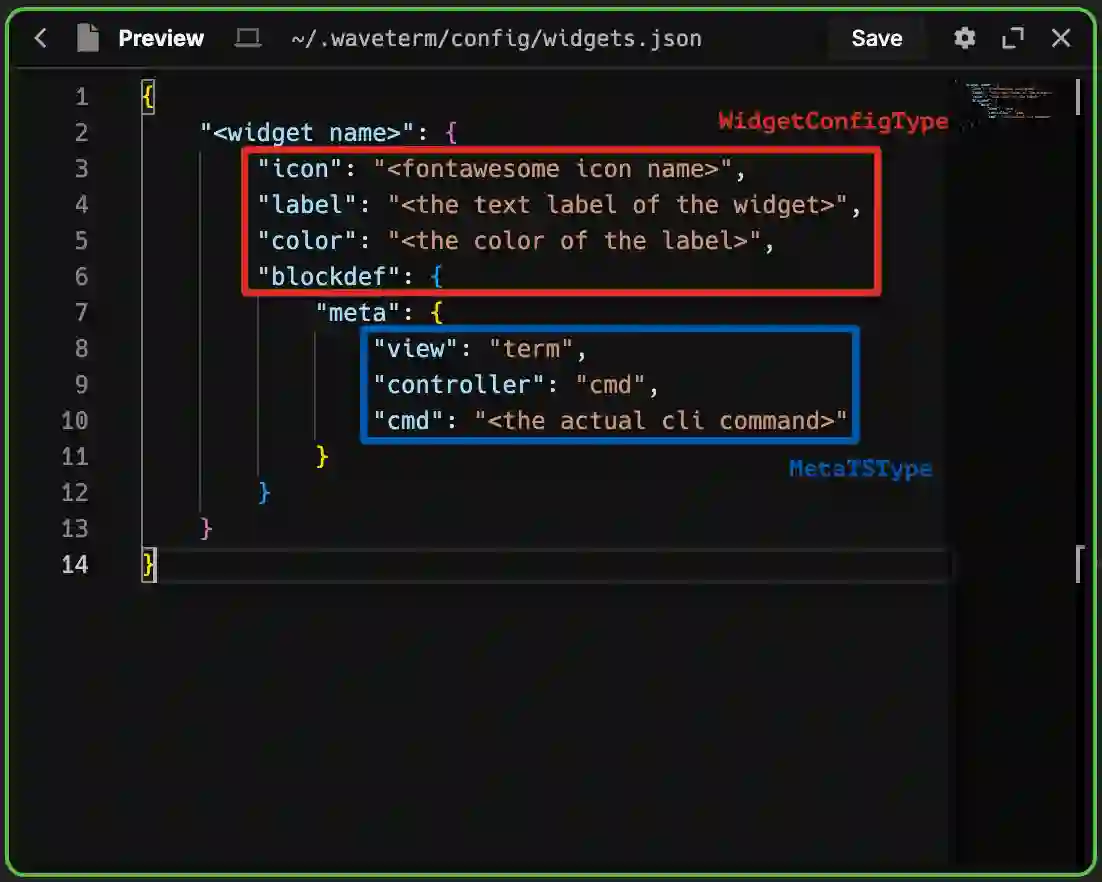 Preview ~/.waveterm/config/widgets.json Save
1 {
2 "<widget name>": {
WidgetConfigType
3 "icon": "<fontawesome icon name>",
4 "label": "<the text label of the widget>",
5 "color": "<the color of the label>",
6 "blockdef": {
7 "meta": {
8 "view": "term",
9 "controller": "cmd",
10 "cmd": "<the actual cli command>"
11 }
MetaTSType
12 }
13 }
14 }